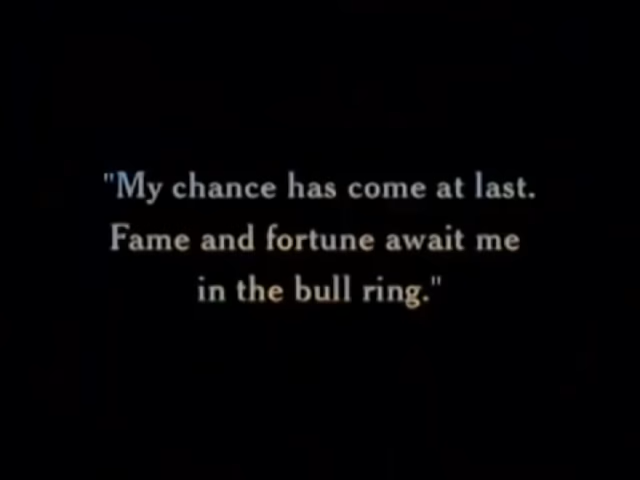 "My chance has come at last.
Fame and fortune await me
in the bull ring."